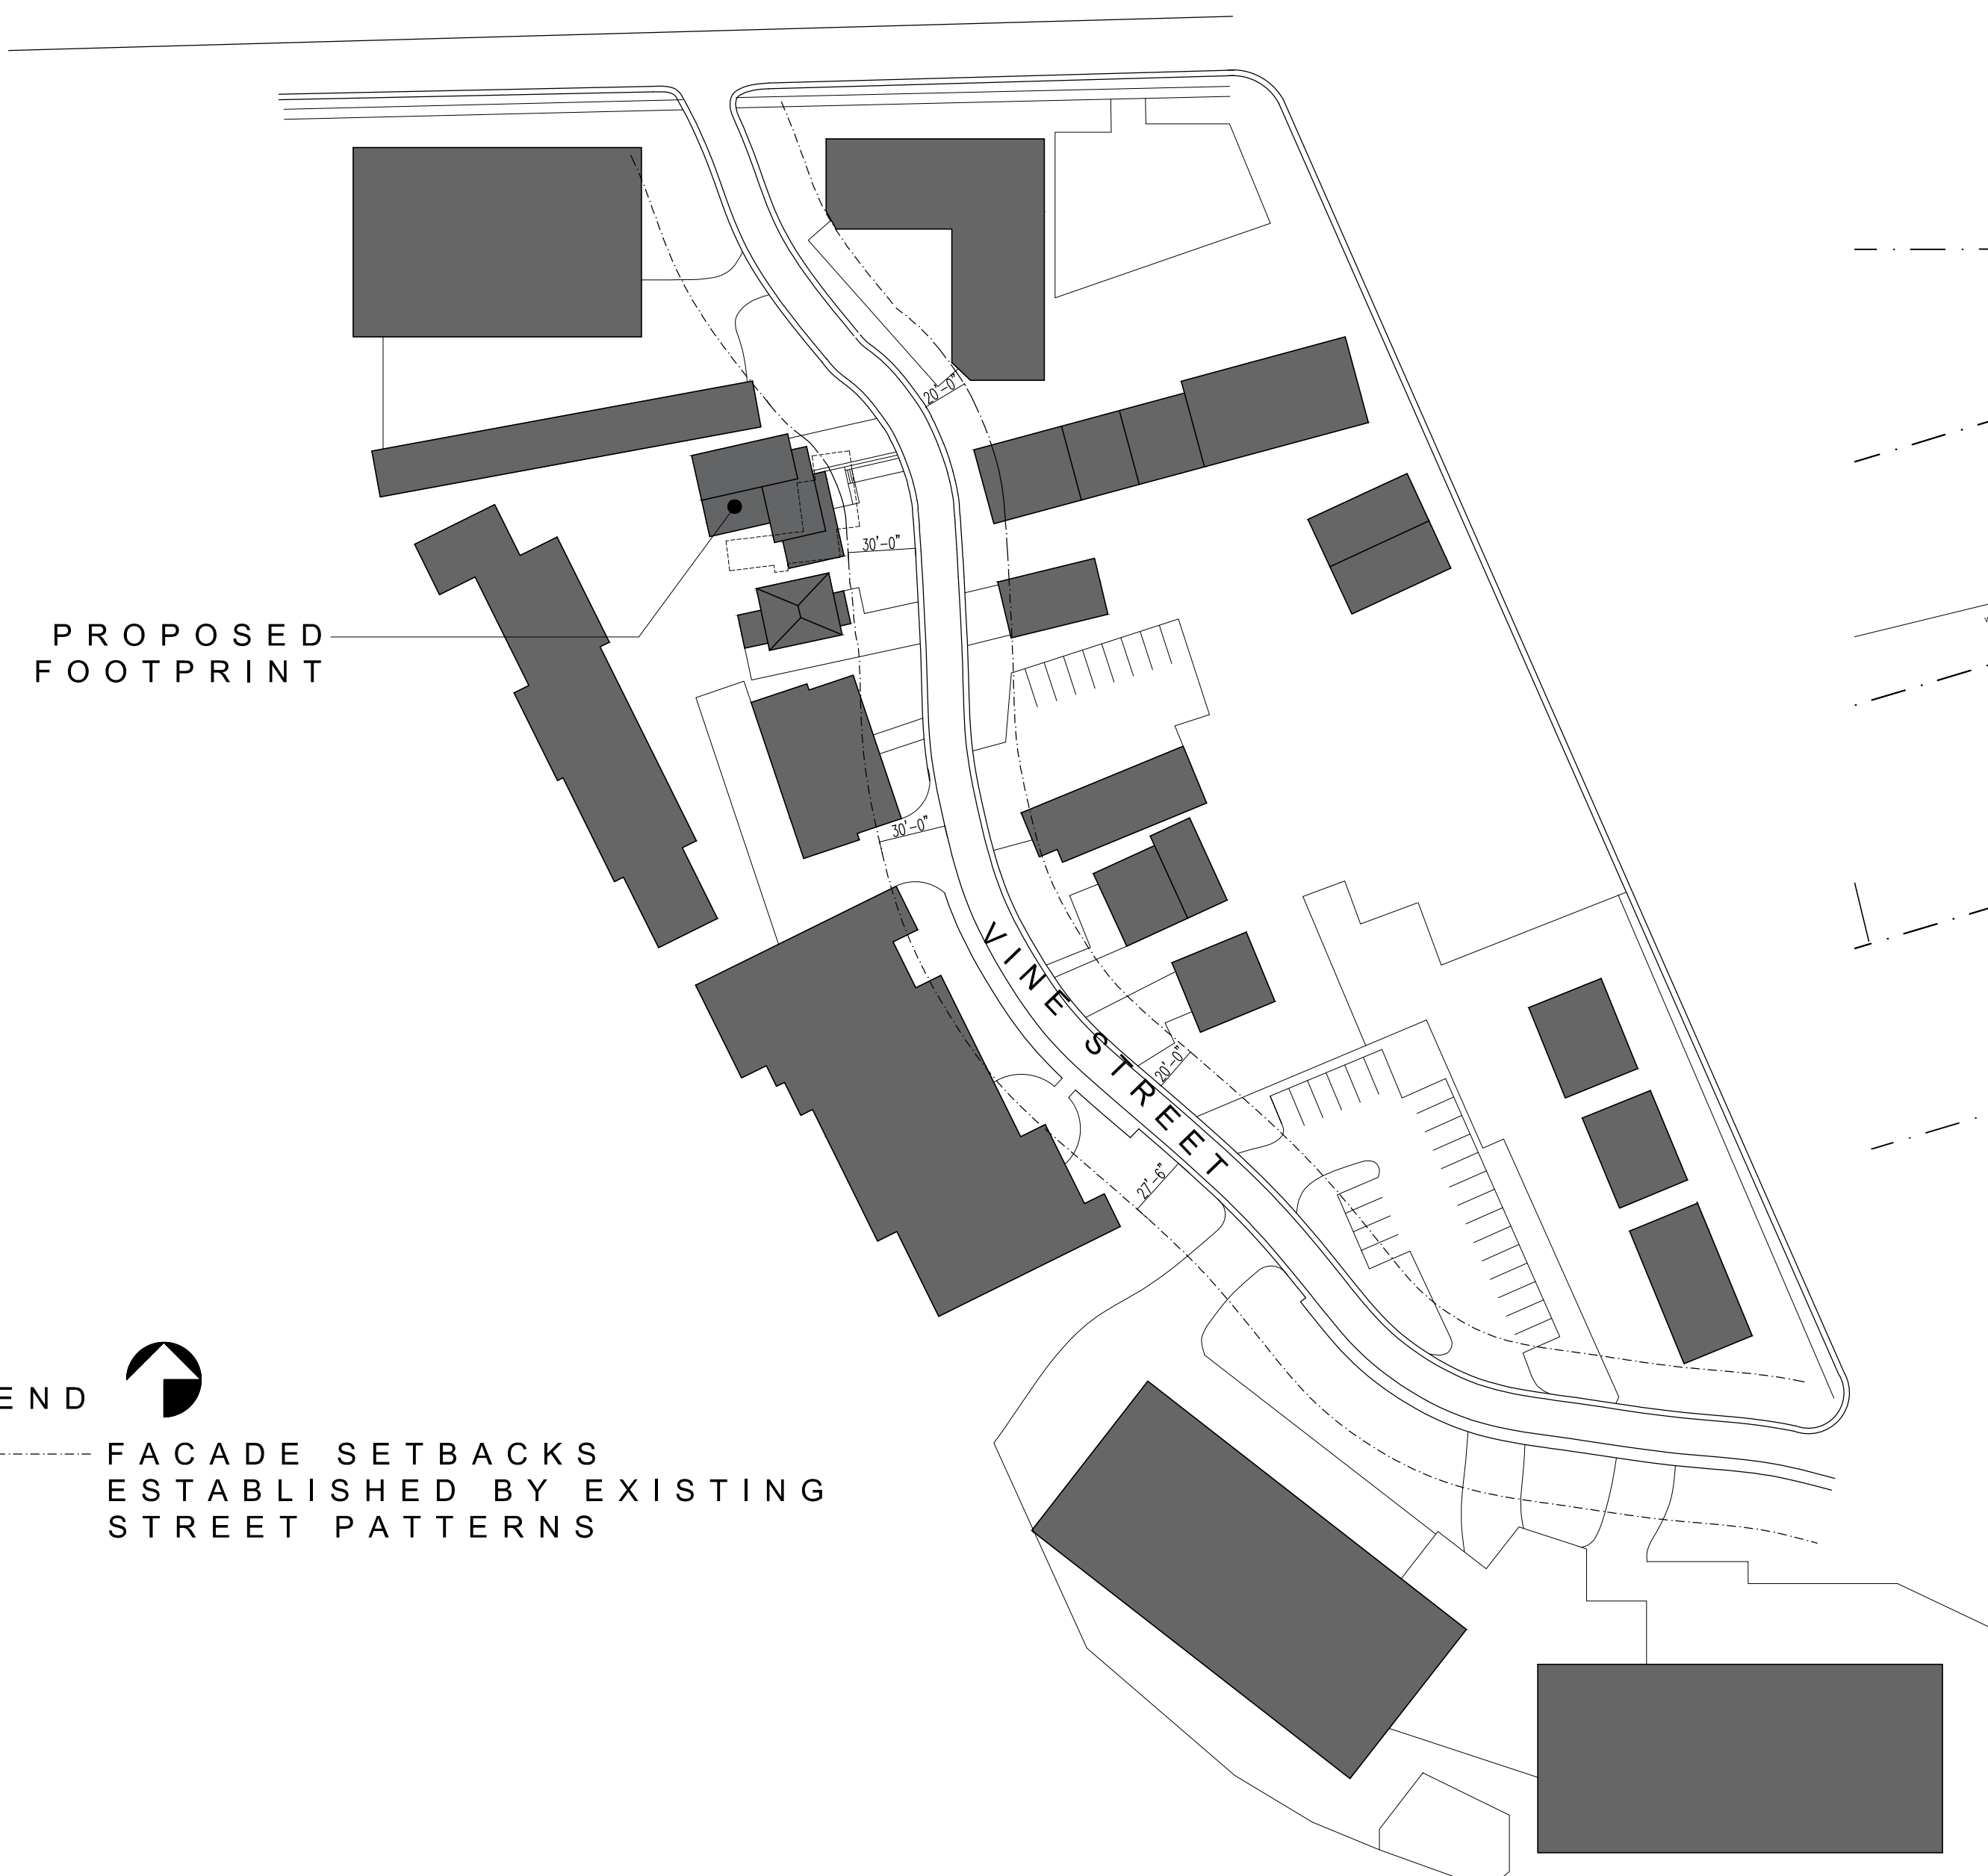 20'-0"
30'-0"
PROPOSED
FOOTPRINT
30'-0"
VINE STREET
20'-0"
27'-6"
END
FACADE SETBACKS
ESTABLISHED BY EXISTING
STREET PATTERNS